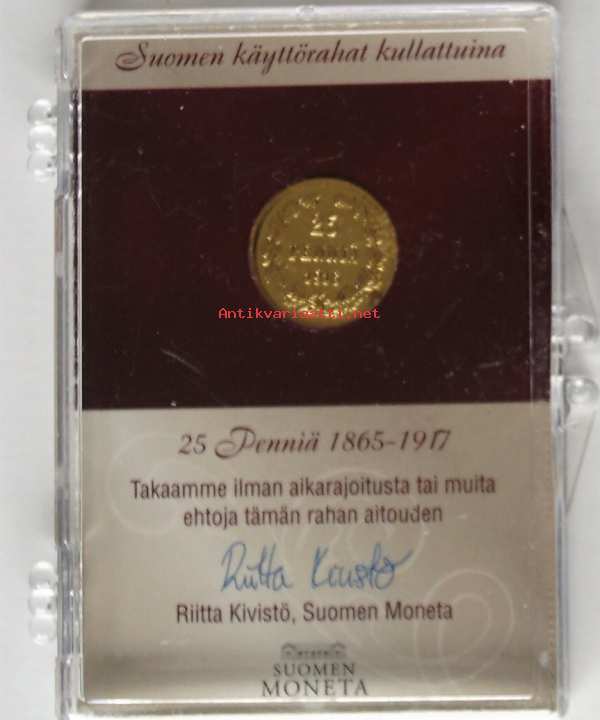 Suomen käyttörahat kullattuina
25
PENNIÄ
Antikvariaatti.net
25 Penniä 1865-1917
Takaamme ilman aikarajoitusta tai muita
ehtoja tämän rahan aitouden
Riitta Kivistö
Riitta Kivistö, Suomen Moneta
SUOMEN
MONETA